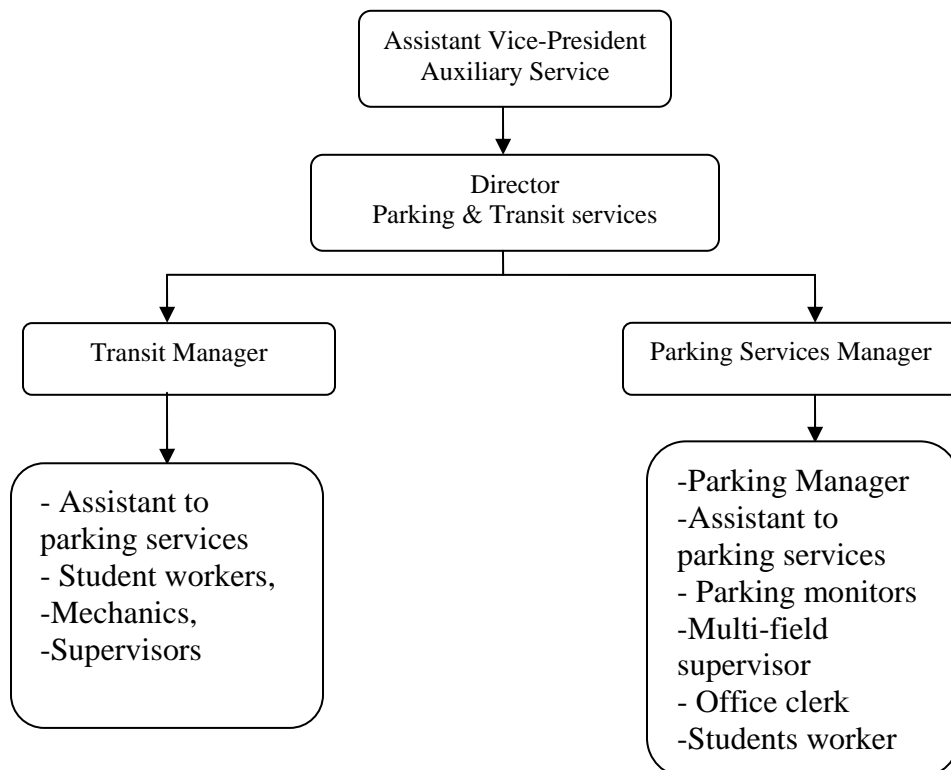 Assistant Vice-President
Auxiliary Service
Director
Parking & Transit services
Transit Manager
Parking Services Manager
- Assistant to
parking services
- Student workers,
-Mechanics,
-Supervisors
-Parking Manager
-Assistant to
parking services
- Parking monitors
-Multi-field
supervisor
- Office clerk
-Students worker